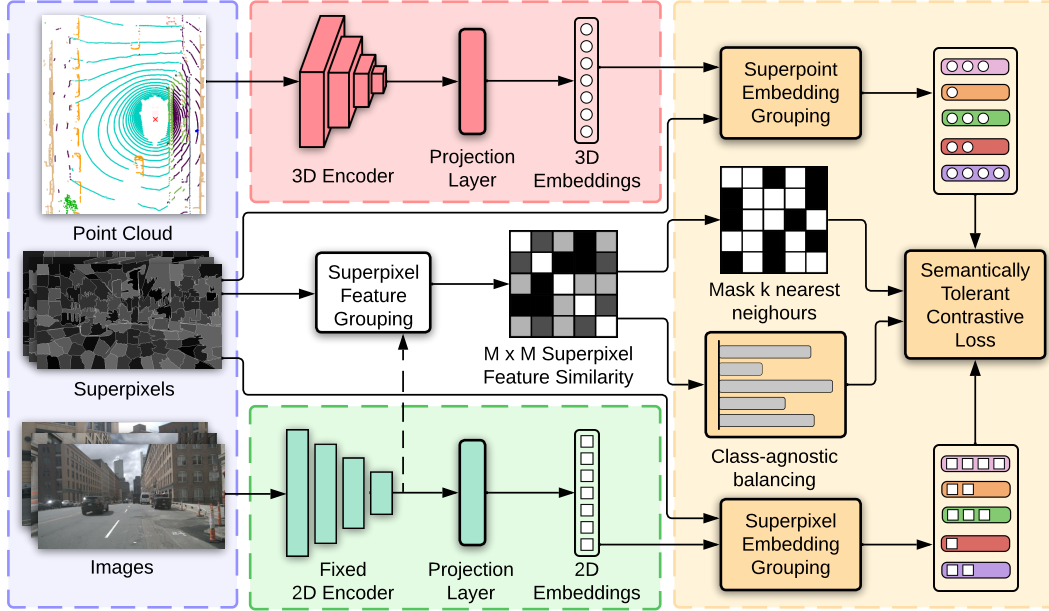 Point Cloud
Superpixels
Images
3D Encoder
Projection
Layer
3D
Embeddings
Superpixel
Feature
Grouping
M x M Superpixel
Feature Similarity
Fixed
2D Encoder
Projection
Layer
2D
Embeddings
Superpoint
Embedding
Grouping
Mask k nearest
neighours
Class-agnostic
balancing
Superpixel
Embedding
Grouping
Semantically
Tolerant
Contrastive
Loss